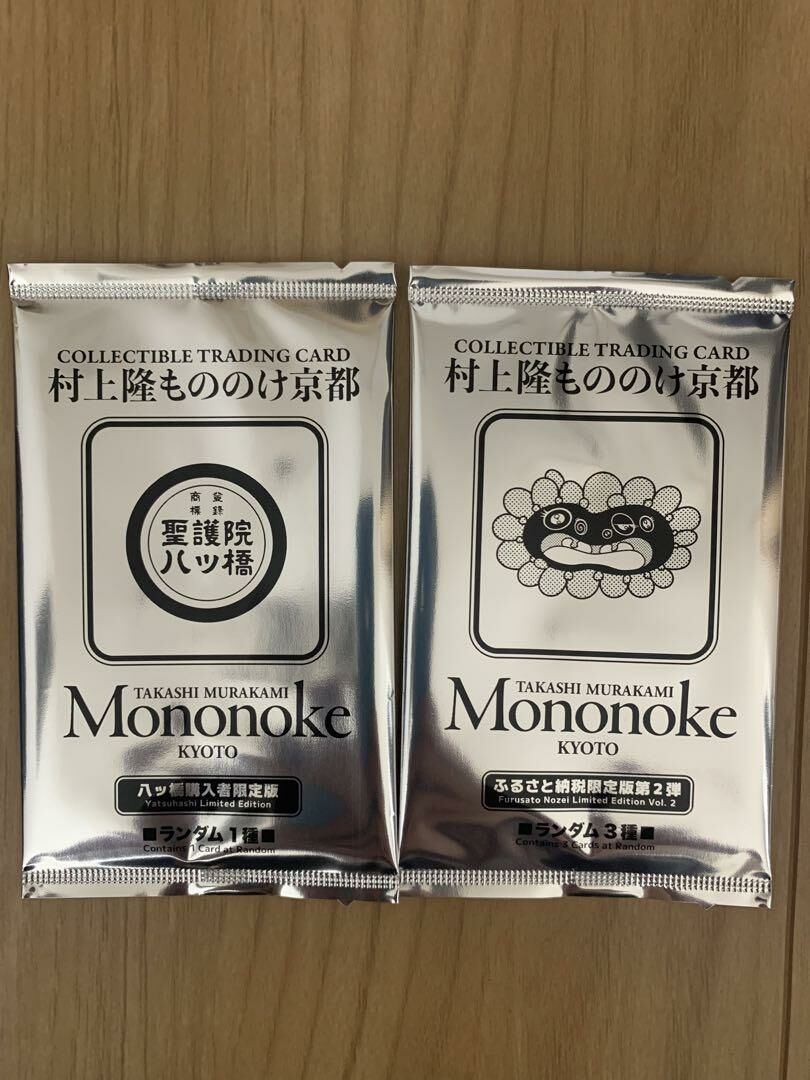 COLLECTIBLE TRADING CARD
村上隆もののけ京都
聖護院
八ッ橋
TAKASHI MURAKAMI
Mononoke
KYOTO
八ッ橋購入者限定版
Yatsuhashi Limited Edition
■ランダム1種■
Contains 1 Card at Random
COLLECTIBLE TRADING CARD
村上隆もののけ京都
TAKASHI MURAKAMI
Mononoke
KYOTO
ふるさと納税限定版第2弾
Furusato Nozei Limited Edition Vol. 2
■ランダム3種■
Contains 3 Cards at Random